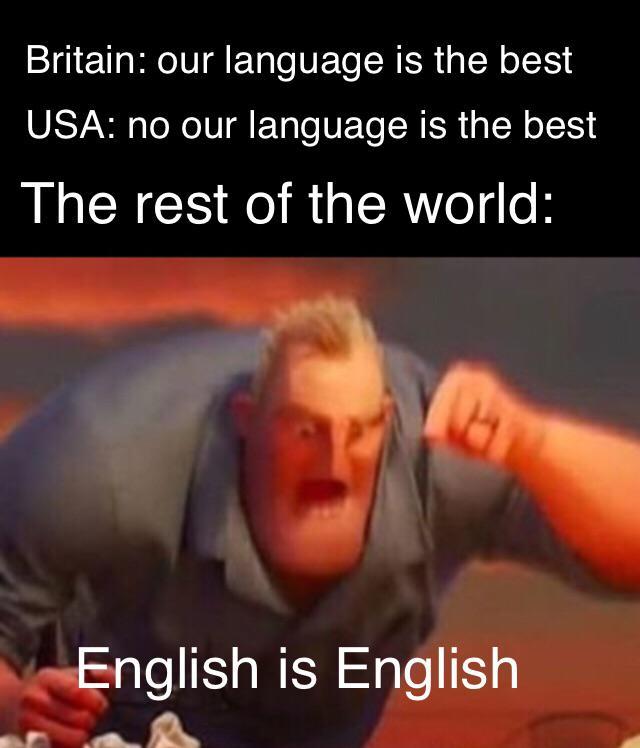 Britain: our language is the best
USA: no our language is the best
The rest of the world:
English is English